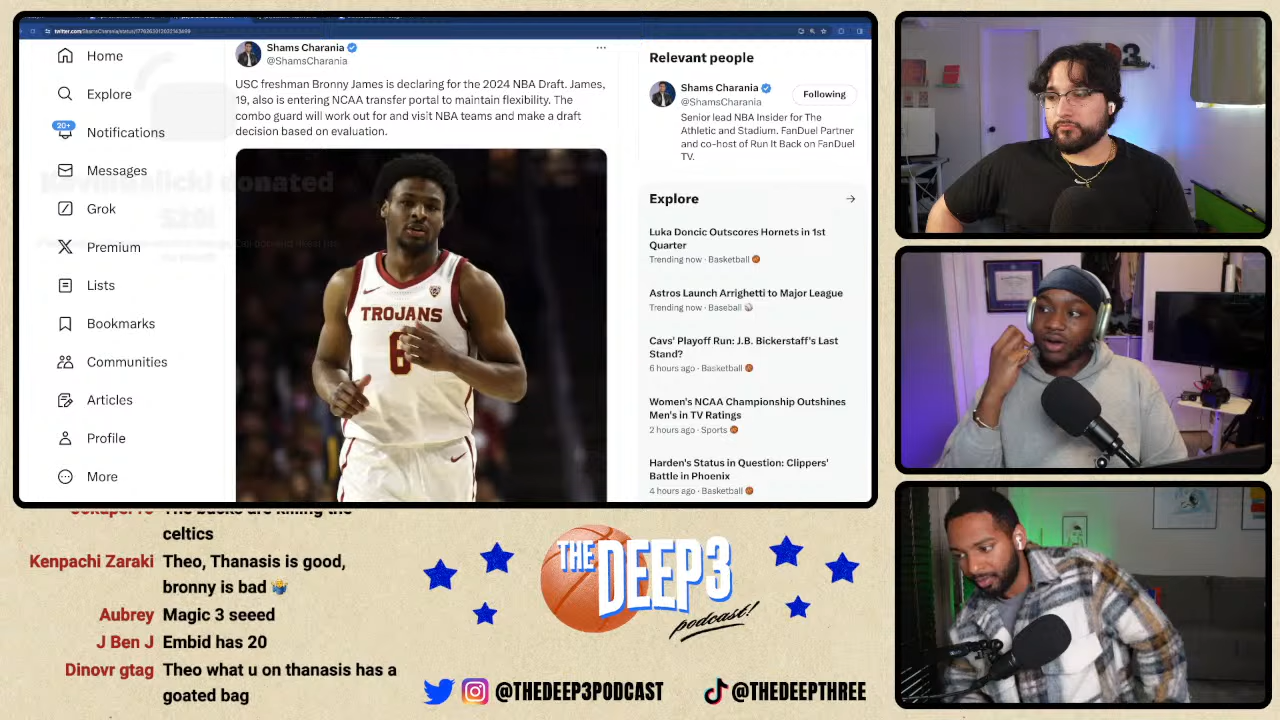 twitter.com/ShamsCharania/status/
Home
Explore
20+
Notifications
Messages
Grok
Premium
Lists
Bookmarks
Communities
Articles
Profile
More
donated
Shams Charania
@ShamsCharania
USC freshman Bronny James is declaring for the 2024 NBA Draft. James,
19, also is entering NCAA transfer portal to maintain flexibility. The
combo guard will work out for and visit NBA teams and make a draft
decision based on evaluation.
TROJANS
6
Relevant people
Shams Charania
@ShamsCharania
Following
Senior lead NBA Insider for The
Athletic and Stadium. FanDuel Partner
and co-host of Run It Back on FanDuel
TV.
Explore
Luka Doncic Outscores Hornets in 1st
Quarter
Trending now · Basketball 🏀
Astros Launch Arrighetti to Major League
Trending now · Baseball ⚾
Cavs' Playoff Run: J.B. Bickerstaff's Last
Stand?
6 hours ago · Basketball 🏀
Women's NCAA Championship Outshines
Men's in TV Ratings
2 hours ago · Sports 🏀
Harden's Status in Question: Clippers'
Battle in Phoenix
4 hours ago · Basketball 🏀
The bucks are killing the
celtics
Kenpachi Zaraki Theo, Thanasis is good,
bronny is bad 🤷
Aubrey Magic 3 seeed
J Ben J Embid has 20
Dinovr gtag Theo what u on thanasis has a
goated bag
THE
DEEP3
podcast!
@THEDEEP3PODCAST
@THEDEEPTHREE